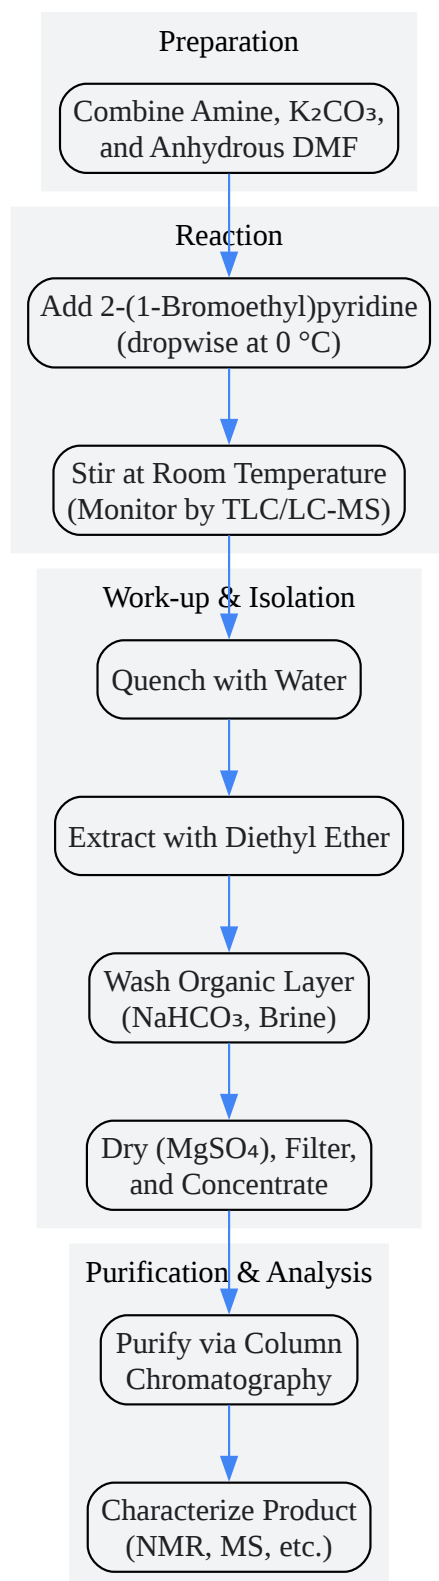 Preparation
Combine Amine, K₂CO₃,
and Anhydrous DMF
Reaction
Add 2-(1-Bromoethyl)pyridine
(dropwise at 0 °C)
Stir at Room Temperature
(Monitor by TLC/LC-MS)
Work-up & Isolation
Quench with Water
Extract with Diethyl Ether
Wash Organic Layer
(NaHCO₃, Brine)
Dry (MgSO₄), Filter,
and Concentrate
Purification & Analysis
Purify via Column
Chromatography
Characterize Product
(NMR, MS, etc.)